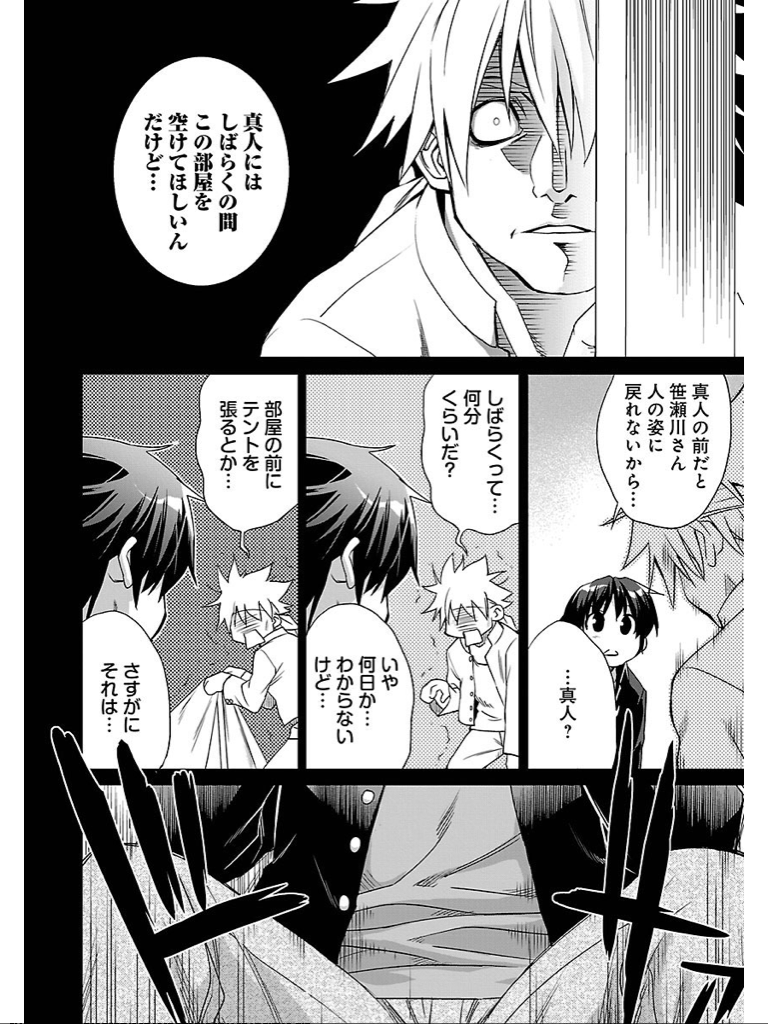 真人には
しばらくの間
この部屋を
空けてほしいん
だけど…
真人の前だと
笹瀬川さん
人の姿に
戻れないから…
…真人？
しばらくって…
何分
くらいだ？
いや
何日か…
わからない
けど…
部屋の前に
テントを
張るとか…
さすがに
それは…